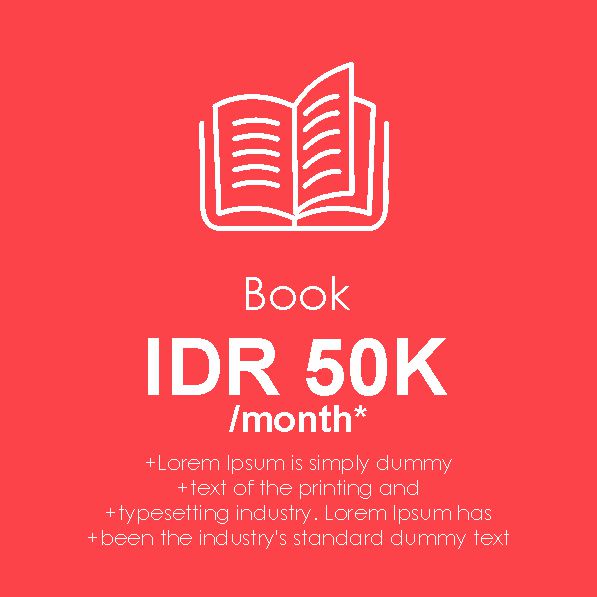 Book
IDR 50K
/month*
+Lorem Ipsum is simply dummy
+text of the printing and
+typesetting industry. Lorem Ipsum has
+been the industry's standard dummy text